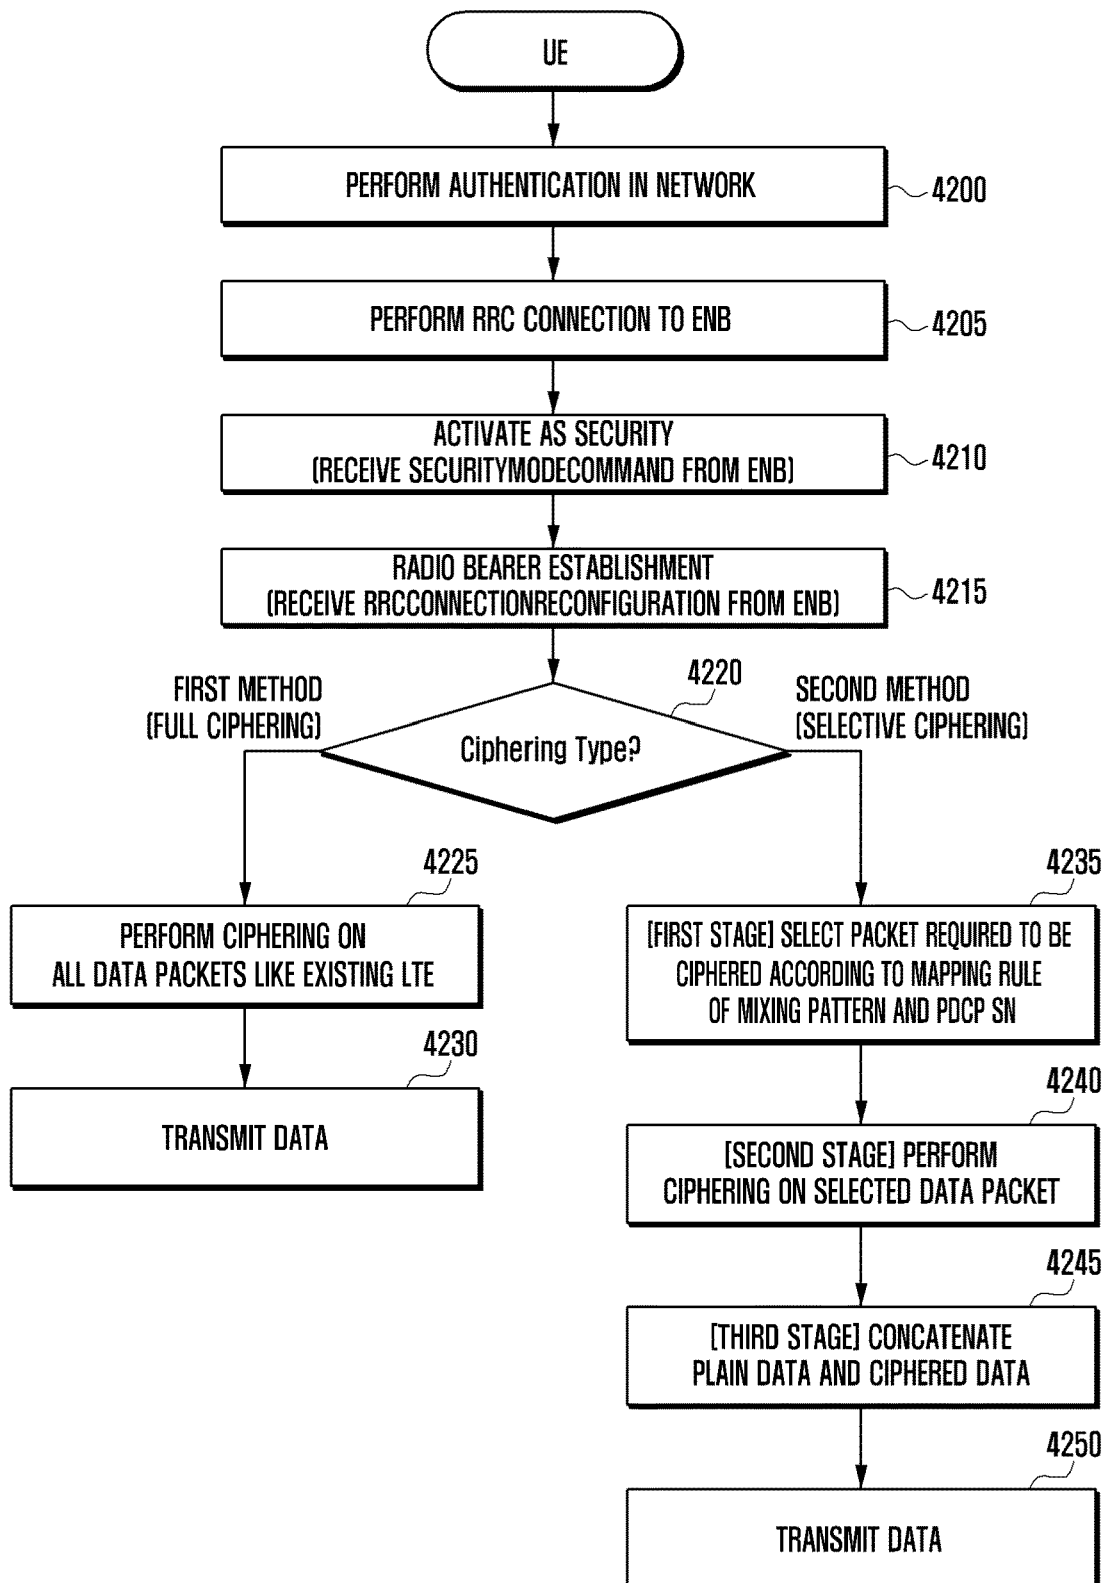 UE
PERFORM AUTHENTICATION IN NETWORK
4200
PERFORM RRC CONNECTION TO ENB
4205
ACTIVATE AS SECURITY
(RECEIVE SECURITYMODECOMMAND FROM ENB)
4210
RADIO BEARER ESTABLISHMENT
(RECEIVE RRCCONNECTIONRECONFIGURATION FROM ENB)
4215
FIRST METHOD
(FULL CIPHERING)
4220
Ciphering Type?
SECOND METHOD
(SELECTIVE CIPHERING)
4225
PERFORM CIPHERING ON
ALL DATA PACKETS LIKE EXISTING LTE
4230
TRANSMIT DATA
4235
[FIRST STAGE] SELECT PACKET REQUIRED TO BE
CIPHERED ACCORDING TO MAPPING RULE
OF MIXING PATTERN AND PDCP SN
4240
[SECOND STAGE] PERFORM
CIPHERING ON SELECTED DATA PACKET
4245
[THIRD STAGE] CONCATENATE
PLAIN DATA AND CIPHERED DATA
4250
TRANSMIT DATA